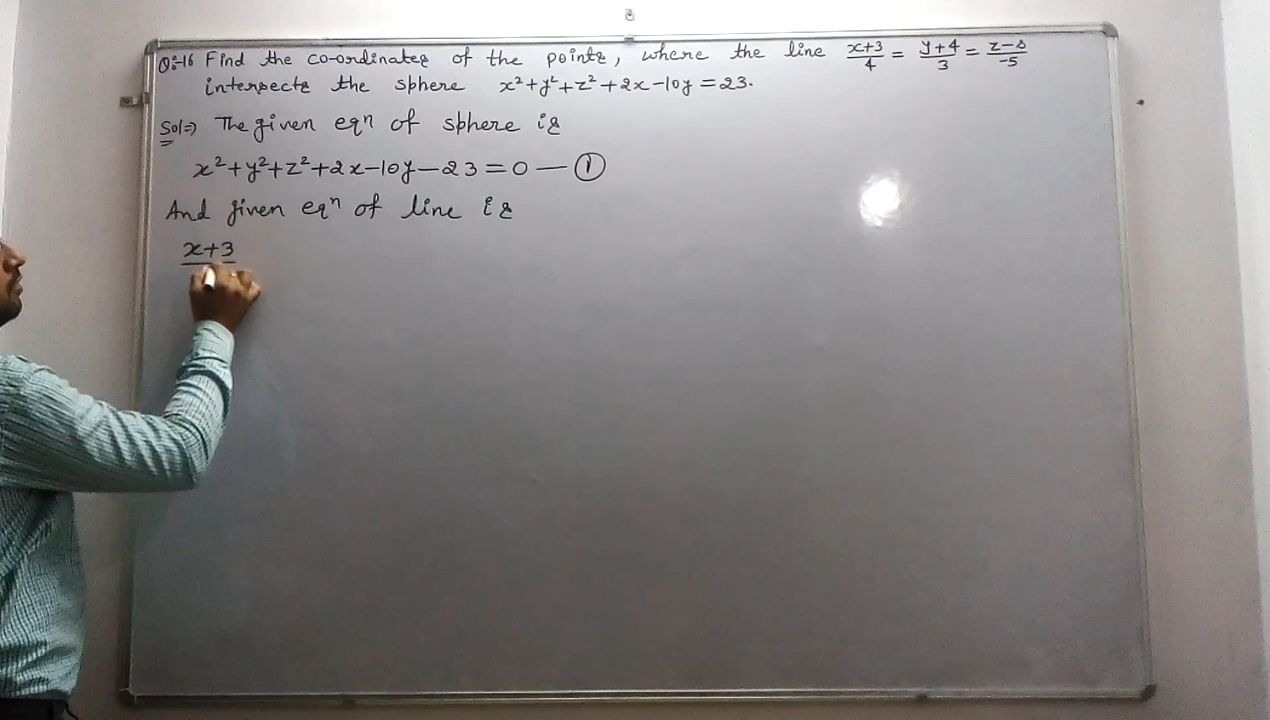 Q:-16 Find the co-ordinates of the points, where the line x+3/4 = y+4/3 = z-8/-5
intersects the sphere x²+y²+z²+2x-10y=23.
Sol⇒ The given eqⁿ of sphere is
x²+y²+z²+2x-10y-23=0 — ①
And given eqⁿ of line is
x+3